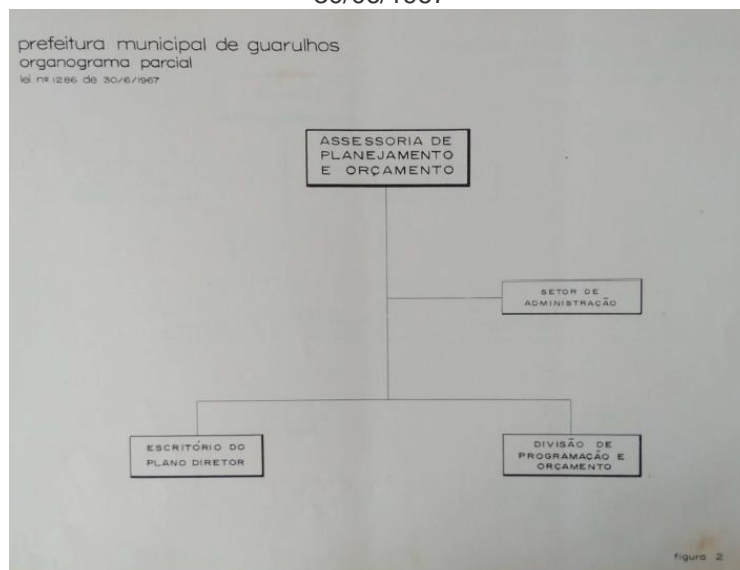 prefeitura municipal de guarulhos
organograma parcial
lei nº 1286 de 30/6/1967
ASSESSORIA DE
PLANEJAMENTO
E ORÇAMENTO
SETOR DE
ADMINISTRAÇÃO
ESCRITÓRIO DO
PLANO DIRETOR
DIVISÃO DE
PROGRAMAÇÃO E
ORÇAMENTO
figura 2